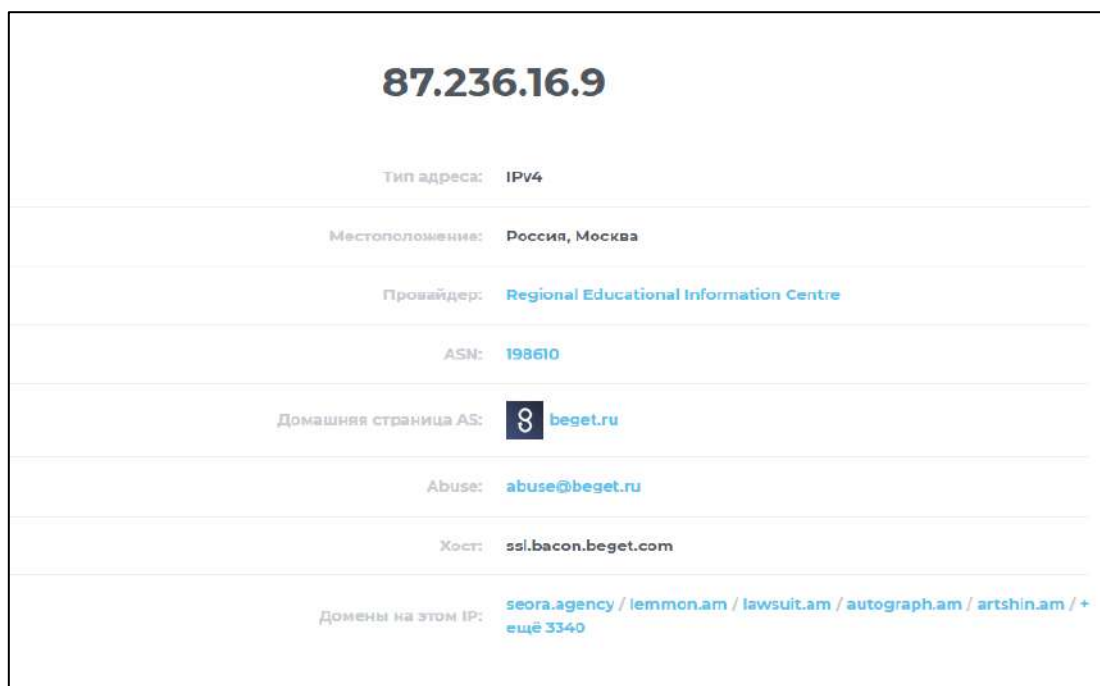 87.236.16.9
Тип адреса: IPv4
Местоположение: Россия, Москва
Провайдер: Regional Educational Information Centre
ASN: 198610
Домашняя страница AS: beget.ru
Abuse: abuse@beget.ru
Хост: ssl.bacon.beget.com
Домены на этом IP: seora.agency / lemmon.am / lawsuit.am / autograph.am / artshin.am / +
ещё 3340